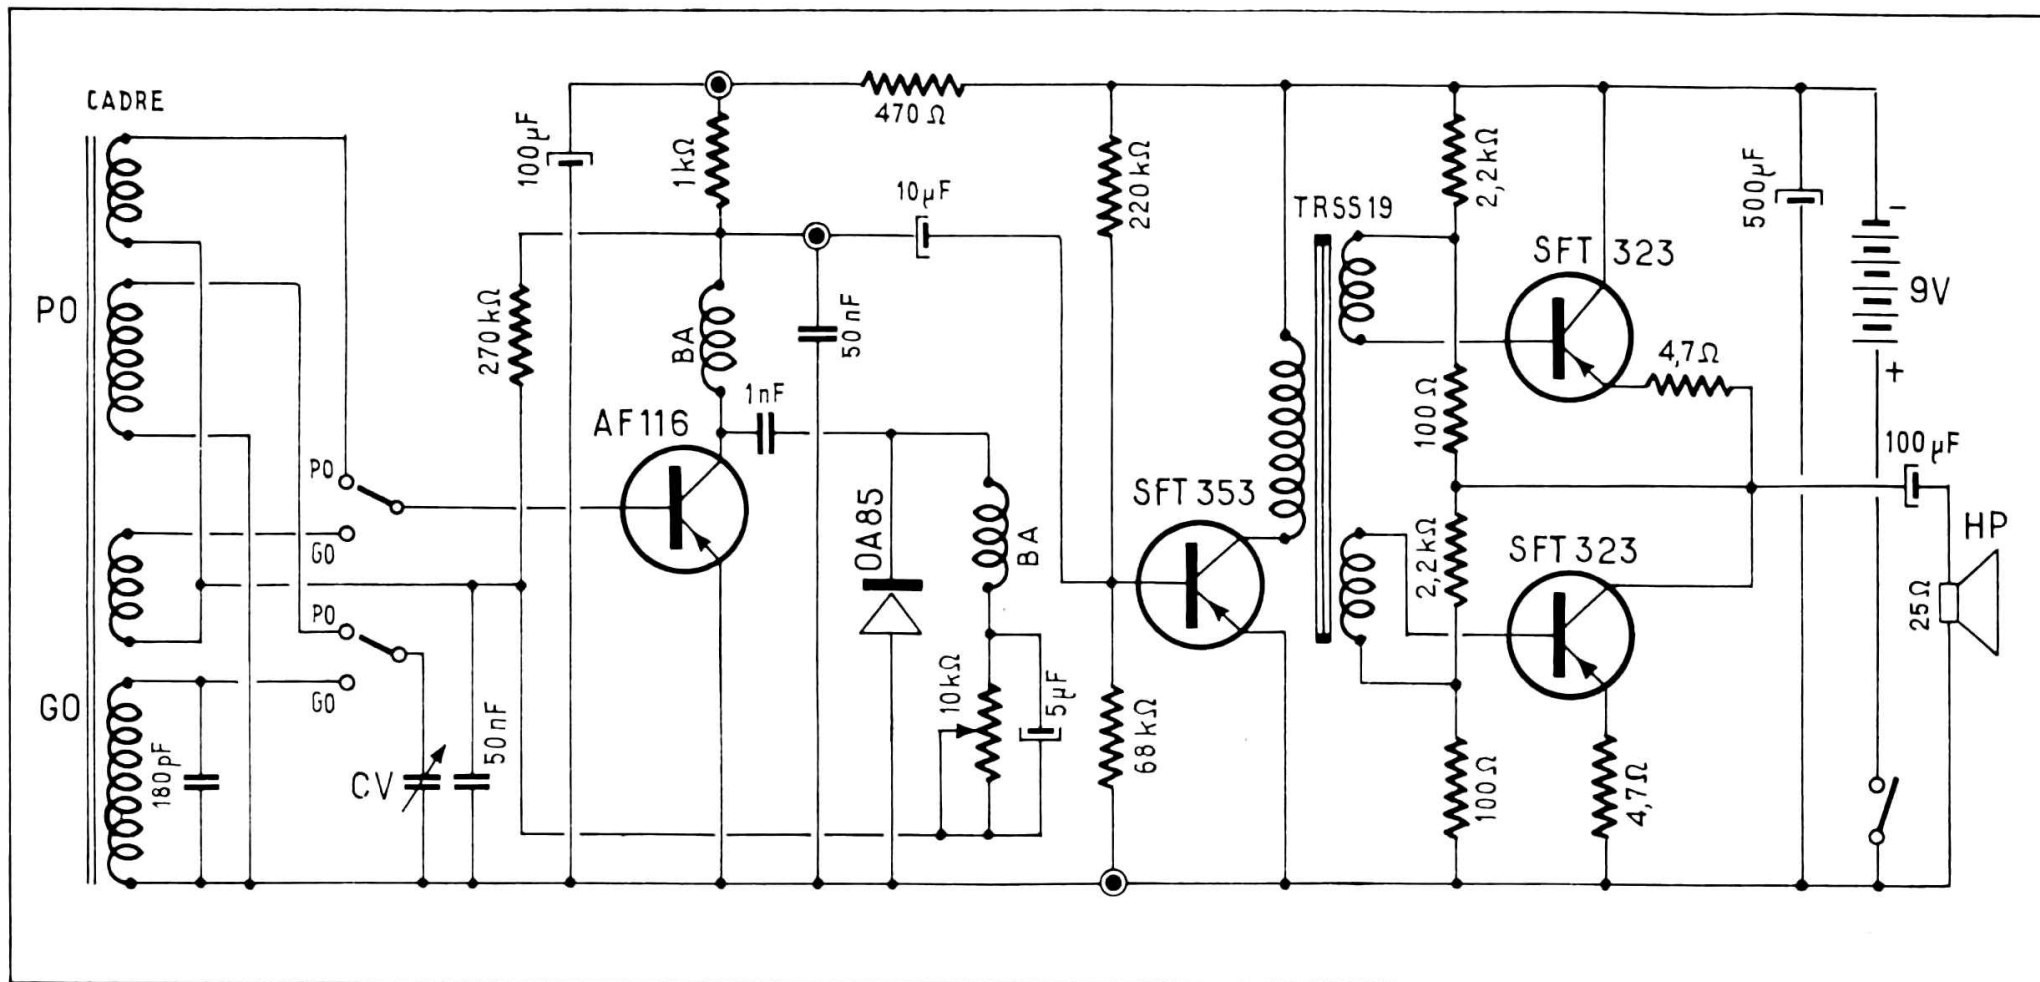 CADRE
PO
GO
180pF
PO
GO
PO
GO
CV
50nF
100µF
270kΩ
1kΩ
BA
AF116
1nF
50nF
470Ω
10µF
OA85
BA
10kΩ
5µF
220kΩ
68kΩ
SFT353
TRSS19
2,2kΩ
100Ω
2,2kΩ
100Ω
SFT 323
4,7Ω
SFT 323
4,7Ω
500µF
-
9V
+
100µF
HP
25Ω